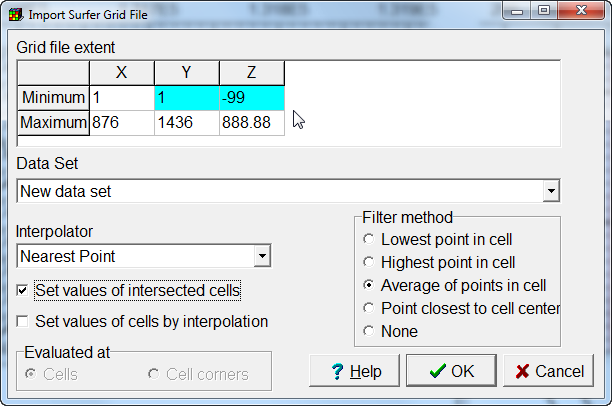 Import Surfer Grid File
Grid file extent
X Y Z
Minimum 1 1 -99
Maximum 876 1436 888.88
Data Set
New data set
Interpolator
Nearest Point
Set values of intersected cells
Set values of cells by interpolation
Evaluated at
Cells Cell corners
Filter method
Lowest point in cell
Highest point in cell
Average of points in cell
Point closest to cell center
None
? Help OK Cancel